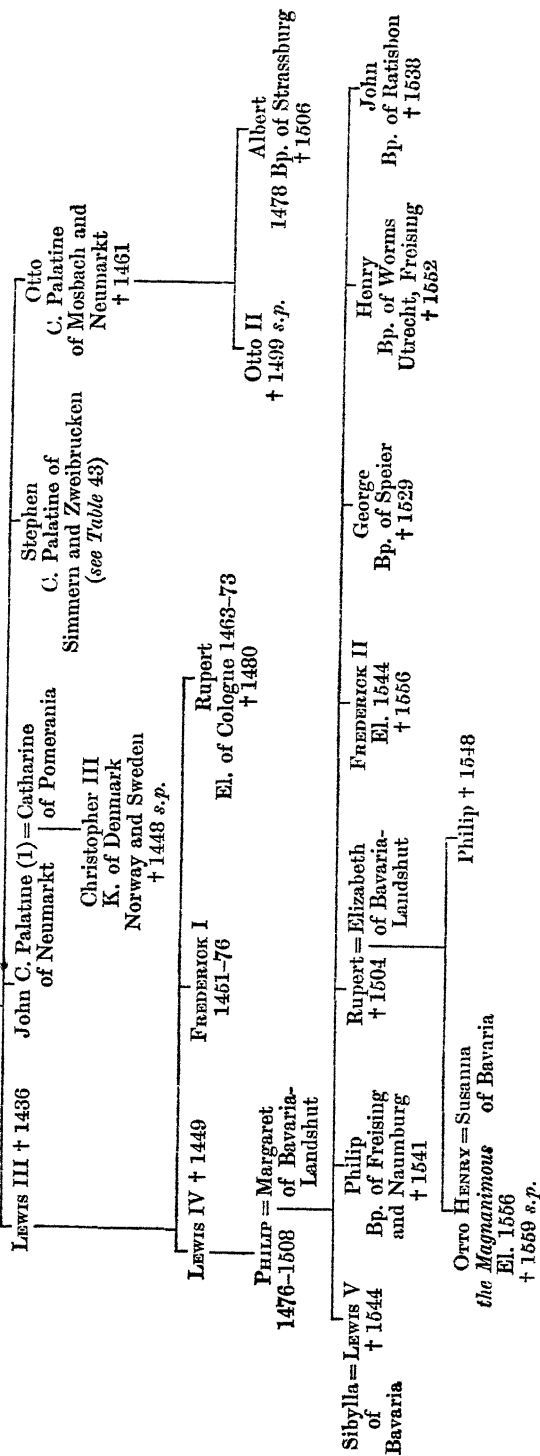 LEWIS III † 1436
John C. Palatine (1) = Catharine
of Neumarkt
of Pomerania
Stephen
C. Palatine of
Simmern and Zweibrucken
(see Table 43)
Otto
C. Palatine
of Mosbach and
Neumarkt
† 1461
Christopher III
K. of Denmark
Norway and Sweden
† 1448 s.p.
LEWIS IV † 1449
FREDERICK I
1451–76
Rupert
El. of Cologne 1463–73
† 1480
Otto II
† 1499 s.p.
Albert
1478 Bp. of Strassburg
† 1506
PHILIP = Margaret
1476–1508
of Bavaria-
Landshut
Sibylla = LEWIS V
of
Bavaria
† 1544
Philip
Bp. of Freising
and Naumburg
† 1541
Rupert = Elizabeth
† 1504
of Bavaria-
Landshut
FREDERICK II
El. 1544
† 1556
George
Bp. of Speier
† 1529
Henry
Bp. of Worms
Utrecht, Freising
† 1552
John
Bp. of Ratisbon
† 1538
OTTO HENRY = Susanna
the Magnanimous of Bavaria
El. 1556
† 1559 s.p.
Philip † 1548